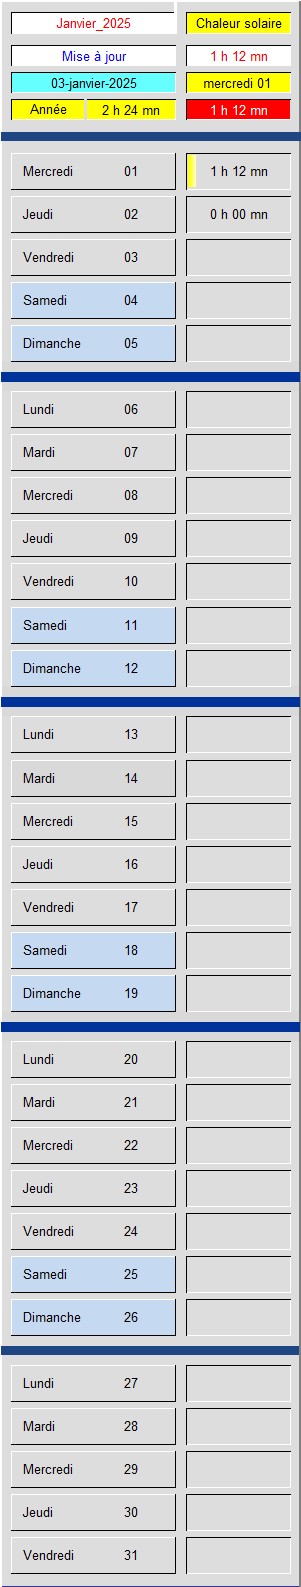 Janvier_2025 Chaleur solaire
Mise à jour 1 h 12 mn
03-janvier-2025 mercredi 01
Année 2 h 24 mn 1 h 12 mn
Mercredi 01 1 h 12 mn
Jeudi 02 0 h 00 mn
Vendredi 03
Samedi 04
Dimanche 05
Lundi 06
Mardi 07
Mercredi 08
Jeudi 09
Vendredi 10
Samedi 11
Dimanche 12
Lundi 13
Mardi 14
Mercredi 15
Jeudi 16
Vendredi 17
Samedi 18
Dimanche 19
Lundi 20
Mardi 21
Mercredi 22
Jeudi 23
Vendredi 24
Samedi 25
Dimanche 26
Lundi 27
Mardi 28
Mercredi 29
Jeudi 30
Vendredi 31